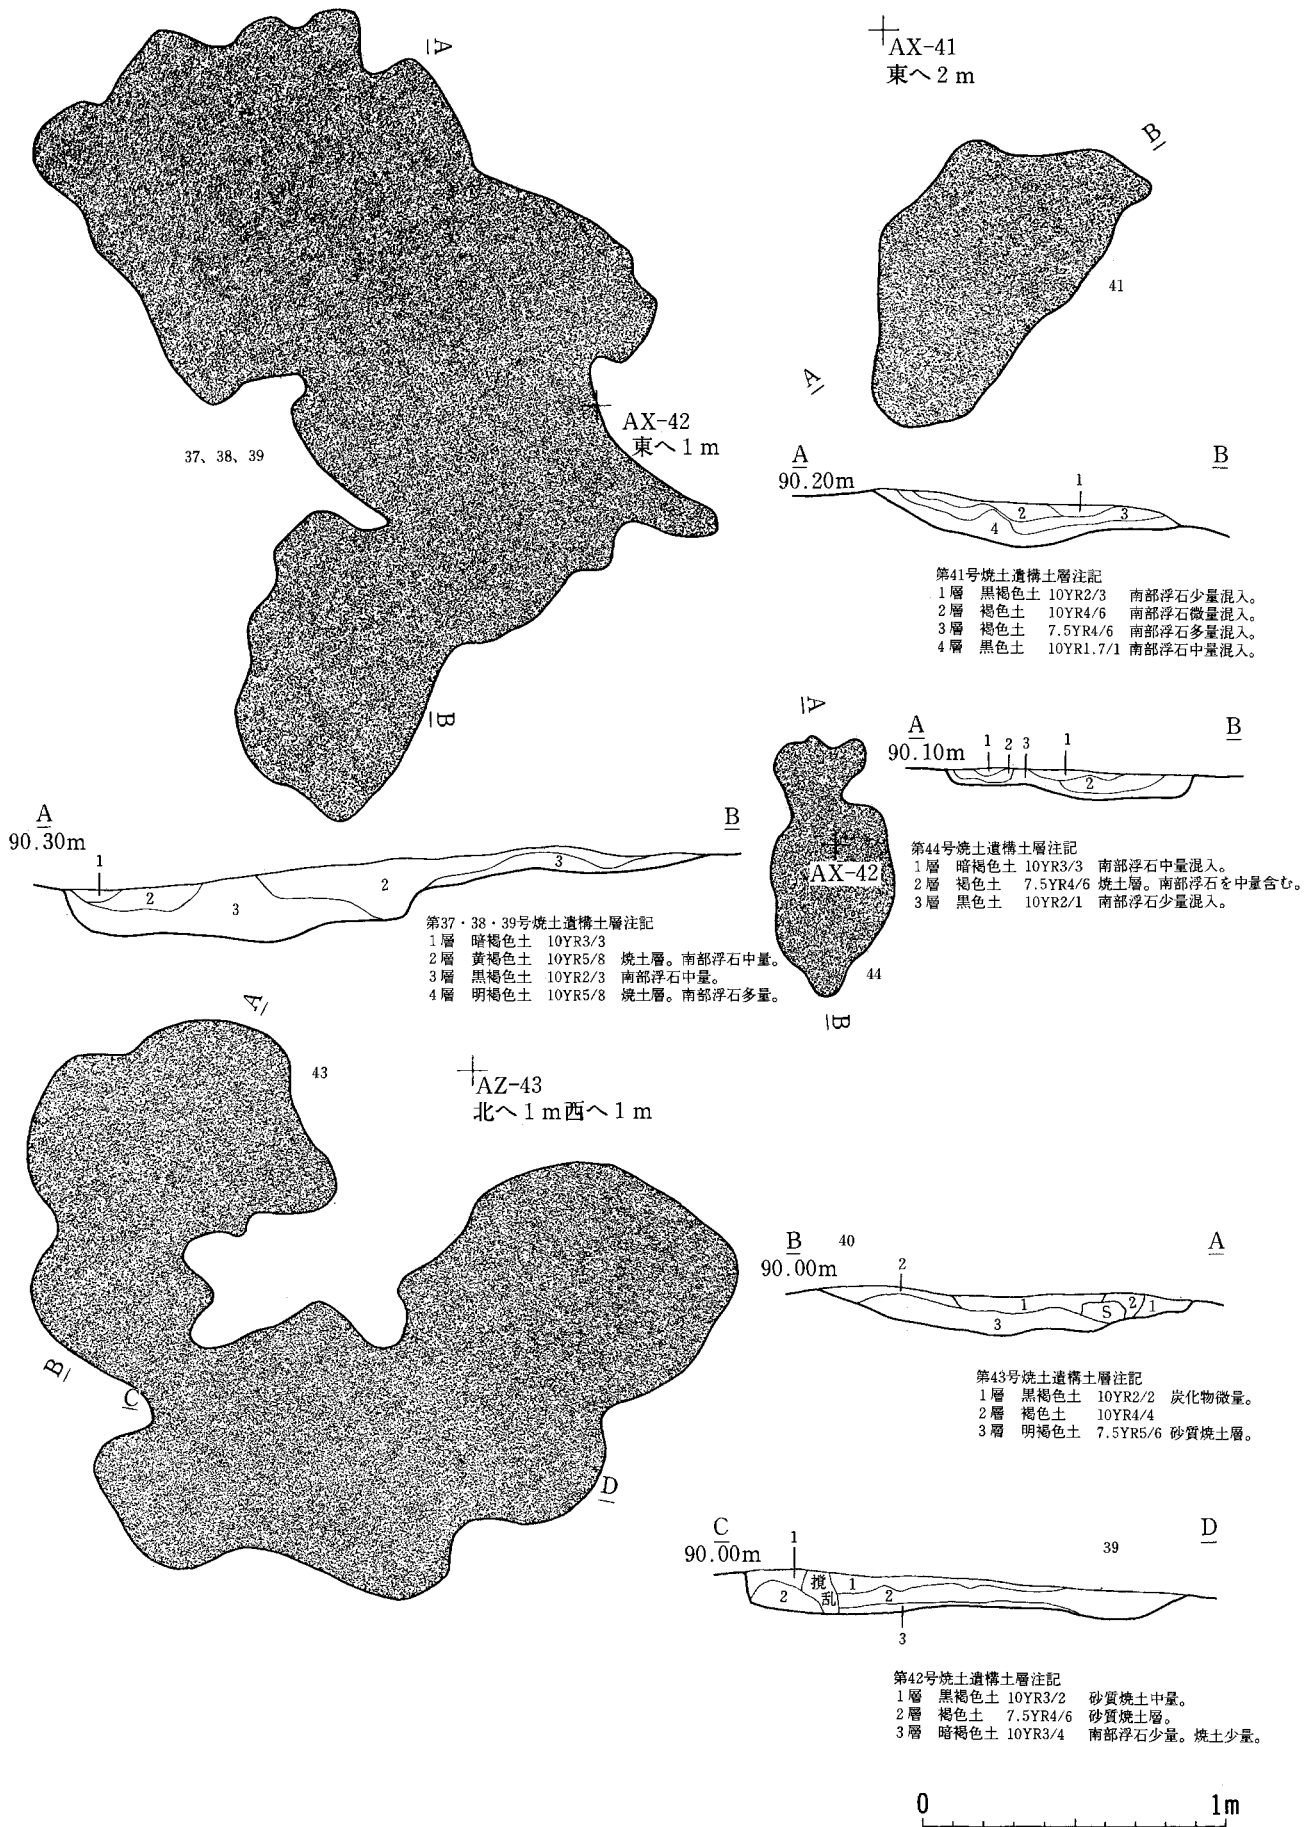 A
AX-41
東へ2m
B
41
A
AX-42
東へ1m
37、38、39
B
A
B
90.20m
1
2
3
4
第41号焼土遺構土層注記
1層 黒褐色土 10YR2/3 南部浮石少量混入。
2層 褐色土 10YR4/6 南部浮石微量混入。
3層 褐色土 7.5YR4/6 南部浮石多量混入。
4層 黒色土 10YR1.7/1 南部浮石中量混入。
A
AX-42
44
B
A
B
90.10m
1 2 3 1
2
第44号焼土遺構土層注記
1層 暗褐色土 10YR3/3 南部浮石中量混入。
2層 褐色土 7.5YR4/6 焼土層。南部浮石を中量含む。
3層 黒色土 10YR2/1 南部浮石少量混入。
A
B
90.30m
1
2
3
2
3
第37・38・39号焼土遺構土層注記
1層 暗褐色土 10YR3/3
2層 黄褐色土 10YR5/8 焼土層。南部浮石中量。
3層 黒褐色土 10YR2/3 南部浮石中量。
4層 明褐色土 10YR5/8 焼土層。南部浮石多量。
A
43
AZ-43
北へ1m西へ1m
B
C
D
B
40
A
90.00m
2
1
S
2
1
3
第43号焼土遺構土層注記
1層 黒褐色土 10YR2/2 炭化物微量。
2層 褐色土 10YR4/4
3層 明褐色土 7.5YR5/6 砂質焼土層。
C
D
90.00m
39
1
撹乱
1
2
2
3
第42号焼土遺構土層注記
1層 黒褐色土 10YR3/2 砂質焼土中量。
2層 褐色土 7.5YR4/6 砂質焼土層。
3層 暗褐色土 10YR3/4 南部浮石少量。焼土少量。
0 1m